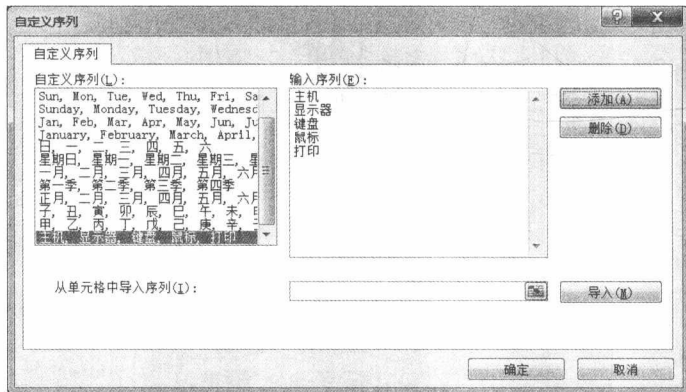 自定义序列
自定义序列
自定义序列(L):
Sun, Mon, Tue, Wed, Thu, Fri, Sa
Sunday, Monday, Tuesday, Wednesd
Jan, Feb, Mar, Apr, May, Jun, Ju
January, February, March, April,
日, 一, 二, 三, 四, 五, 六
星期日, 星期一, 星期二, 星期三, 星
一月, 二月, 三月, 四月, 五月, 六月
第一季, 第二季, 第三季, 第四季
正月, 二月, 三月, 四月, 五月, 六月
子, 丑, 寅, 卯, 辰, 巳, 午, 未,
甲, 乙, 丙, 丁, 戊, 己, 庚, 辛,
主机, 显示器, 键盘, 鼠标, 打印
输入序列(E):
主机
显示器
键盘
鼠标
打印
添加(A)
删除(D)
从单元格中导入序列(I):
导入(M)
确定
取消